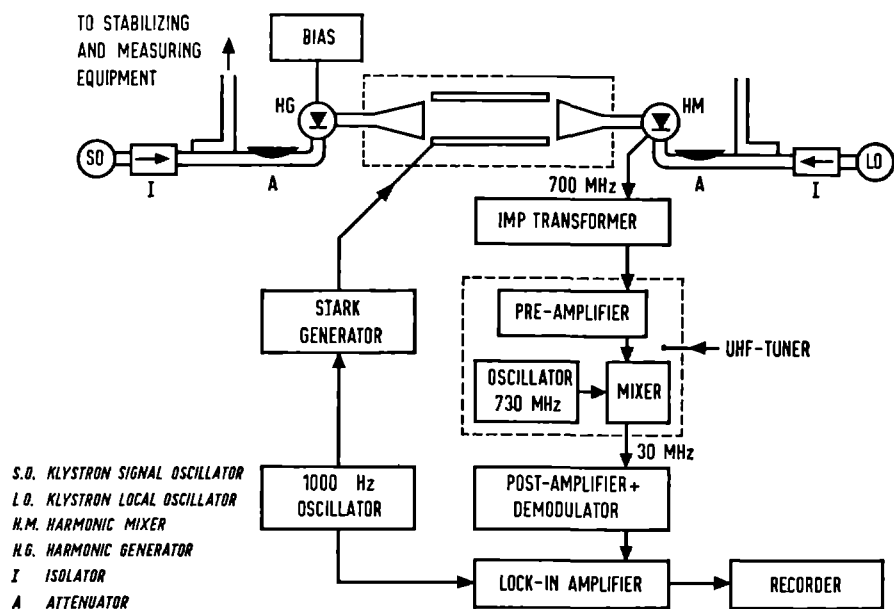 TO STABILIZING
AND MEASURING
EQUIPMENT
BIAS
HG
HM
SO
I
A
700 MHz
A
I
LO
IMP TRANSFORMER
STARK
GENERATOR
PRE-AMPLIFIER
UHF-TUNER
OSCILLATOR
730 MHz
MIXER
30 MHz
1000 Hz
OSCILLATOR
POST-AMPLIFIER+
DEMODULATOR
LOCK-IN AMPLIFIER
RECORDER
S.O. KLYSTRON SIGNAL OSCILLATOR
L O. KLYSTRON LOCAL OSCILLATOR
H.M. HARMONIC MIXER
H.G. HARMONIC GENERATOR
I ISOLATOR
A ATTENUATOR